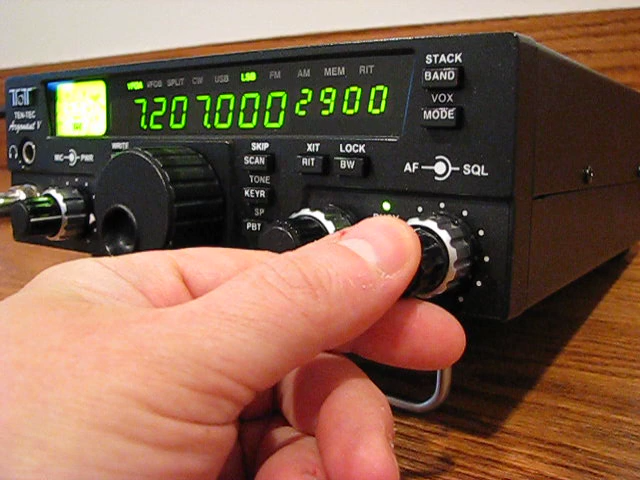 TEN-TEC
Argonaut V
VFOA VFOB SPLIT CW USB LSB FM AM MEM RIT
7.207.000 2900
STACK
BAND
VOX
MODE
MIC PWR
WRITE
SKIP
SCAN
TONE
KEYR
SP
PBT
XIT LOCK
RIT BW
AF SQL